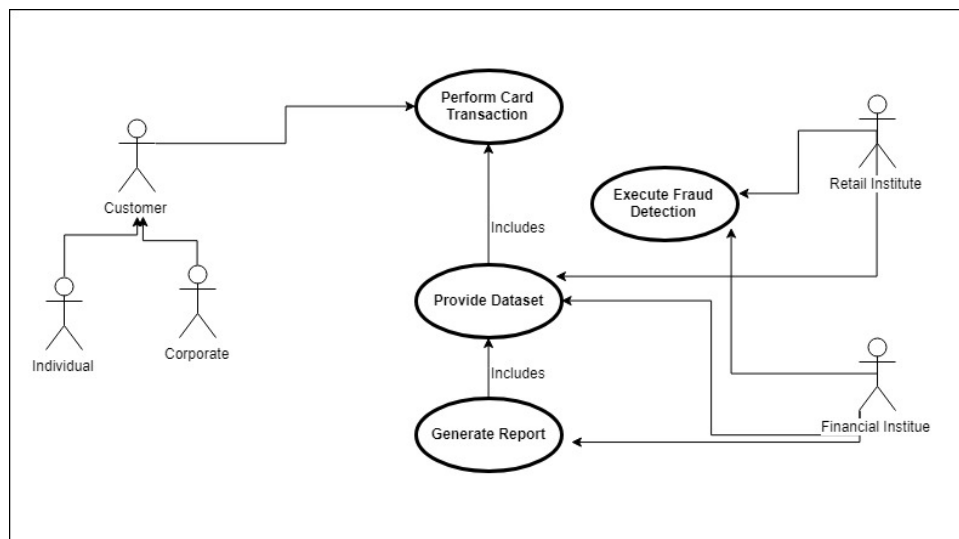 Perform Card
Transaction
Customer
Retail Institute
Execute Fraud
Detection
Includes
Provide Dataset
Individual
Corporate
Includes
Generate Report
Financial Institue